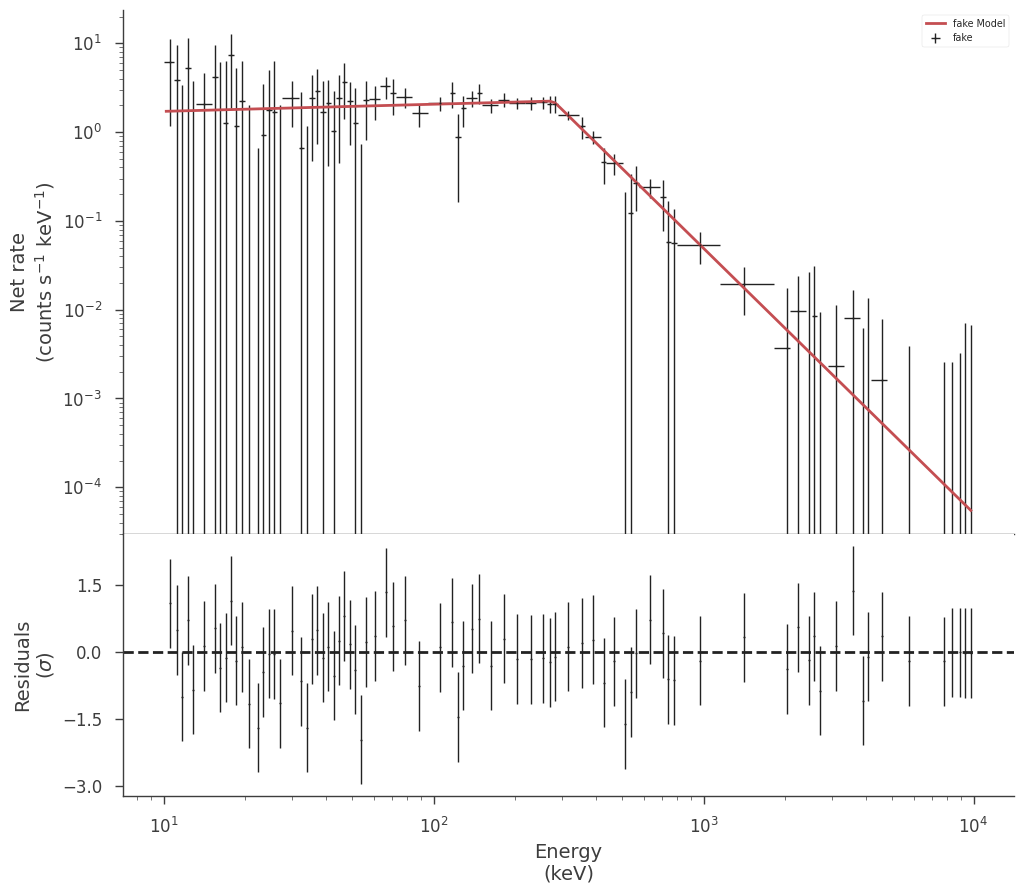 fake Model
fake
10¹
10⁰
10⁻¹
10⁻²
10⁻³
10⁻⁴
Net rate
(counts s⁻¹ keV⁻¹)
1.5
0.0
−1.5
−3.0
Residuals
(σ)
10¹
10²
10³
10⁴
Energy
(keV)